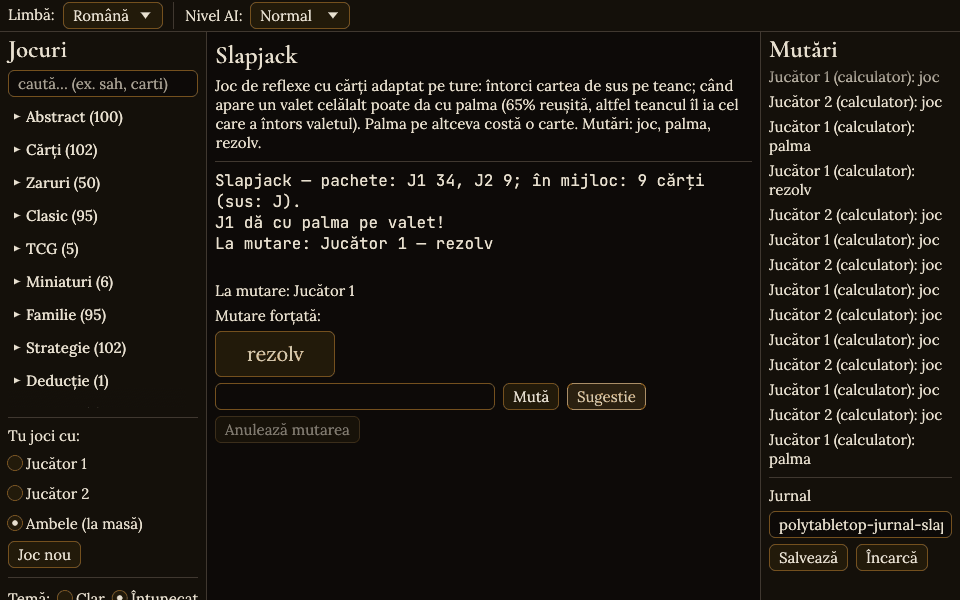 Limbă: Română ▼ Nivel AI: Normal ▼
Jocuri
caută... (ex. sah, carti)
▸ Abstract (100)
▸ Cărți (102)
▸ Zaruri (50)
▸ Clasic (95)
▸ TCG (5)
▸ Miniaturi (6)
▸ Familie (95)
▸ Strategie (102)
▸ Deducție (1)
Tu joci cu:
Jucător 1
Jucător 2
Ambele (la masă)
Joc nou
Temă: Clar Întunecat
Slapjack
Joc de reflexe cu cărți adaptat pe ture: întorci cartea de sus pe teanc; când
apare un valet celălalt poate da cu palma (65% reușită, altfel teancul îl ia cel
care a întors valetul). Palma pe altceva costă o carte. Mutări: joc, palma,
rezolv.
Slapjack — pachete: J1 34, J2 9; în mijloc: 9 cărți
(sus: J).
J1 dă cu palma pe valet!
La mutare: Jucător 1 — rezolv
La mutare: Jucător 1
Mutare forțată:
rezolv
Mută Sugestie
Anulează mutarea
Mutări
Jucător 1 (calculator): joc
Jucător 2 (calculator): joc
Jucător 1 (calculator):
palma
Jucător 1 (calculator):
rezolv
Jucător 2 (calculator): joc
Jucător 1 (calculator): joc
Jucător 2 (calculator): joc
Jucător 1 (calculator): joc
Jucător 2 (calculator): joc
Jucător 1 (calculator): joc
Jucător 2 (calculator): joc
Jucător 1 (calculator): joc
Jucător 2 (calculator): joc
Jucător 1 (calculator):
palma
Jurnal
polytabletop-jurnal-slap
Salvează Încarcă